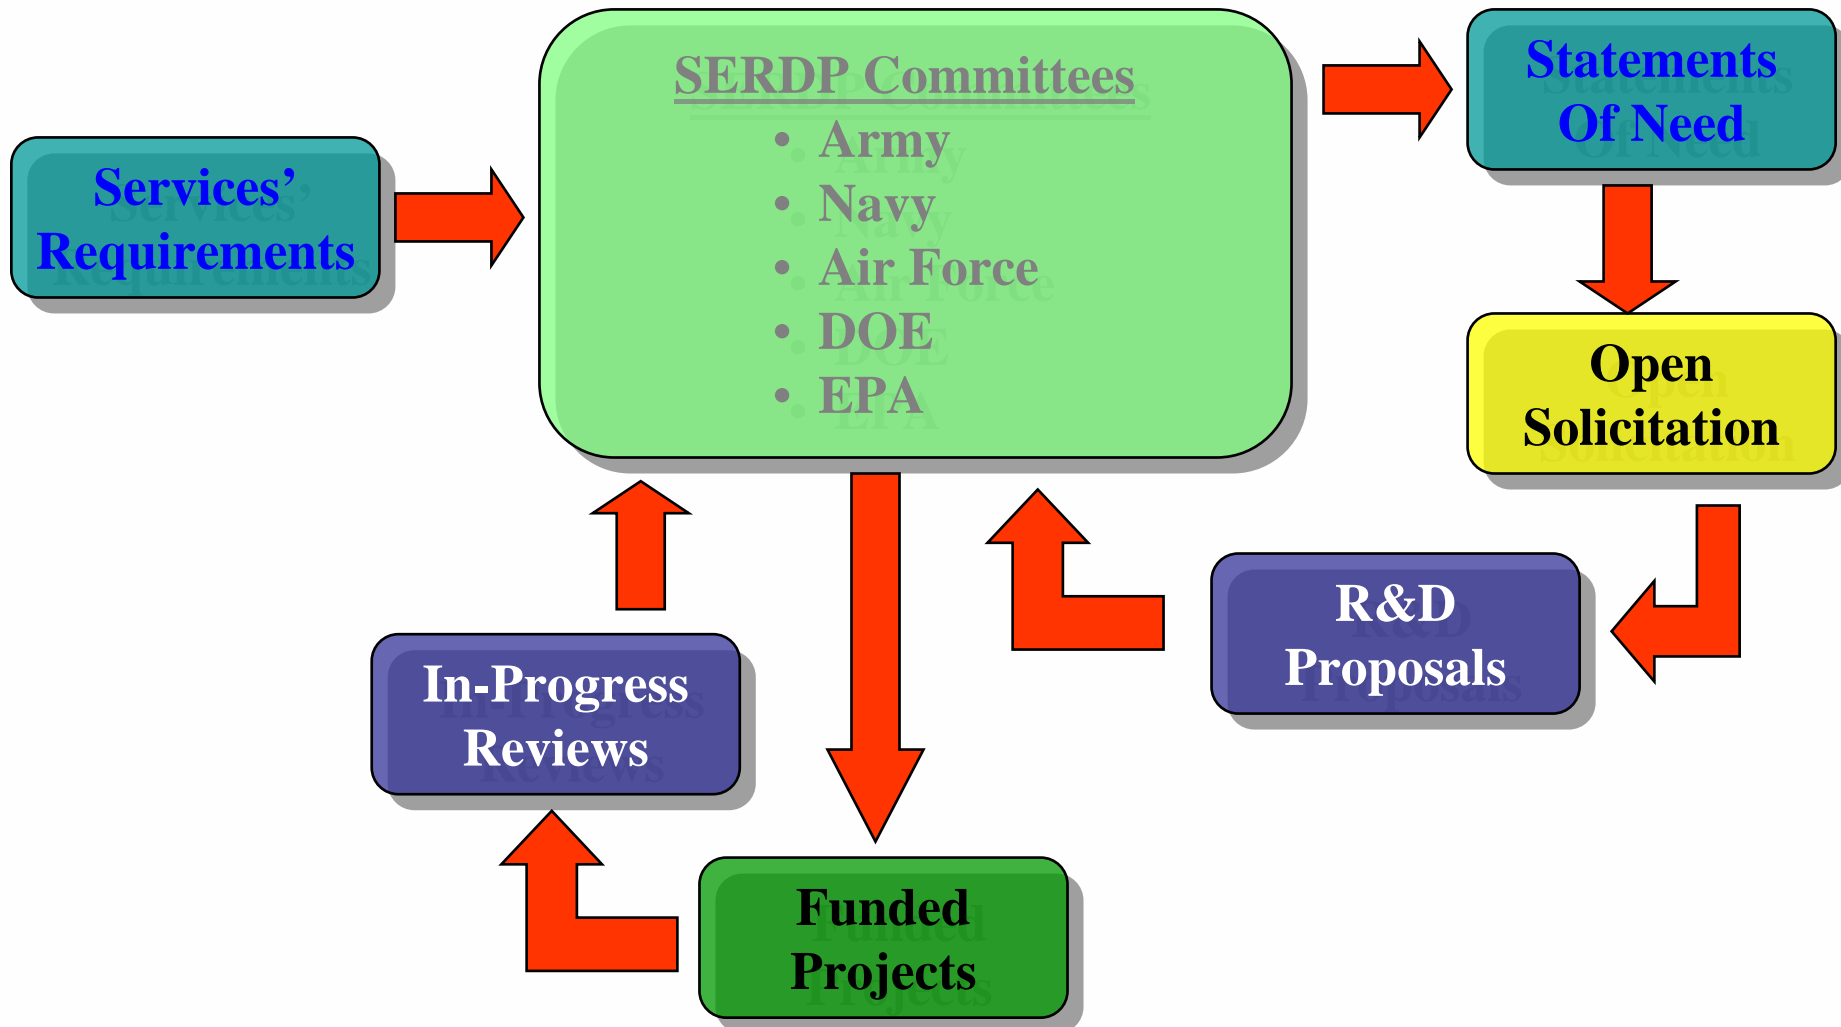 SERDP Committees
• Army
• Navy
• Air Force
• DOE
• EPA
Statements
Of Need
Services’
Requirements
Open
Solicitation
R&D
Proposals
In-Progress
Reviews
Funded
Projects